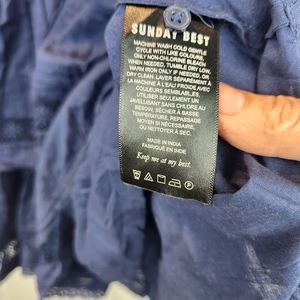 SUNDAY BEST
MACHINE WASH COLD GENTLE
CYCLE WITH LIKE COLOURS,
ONLY NON-CHLORINE BLEACH
WHEN NEEDED, TUMBLE DRY LOW,
WARM IRON ONLY IF NEEDED, OR
DRY CLEAN. LAVER SÉPARÉMENT À
LA MACHINE À L'EAU FROIDE AVEC
COULEURS SEMBLABLES,
UTILISER UN SEULEMENT UN
JAVELLISANT SANS CHLORE AU
BESOIN, SÉCHER À BASSE
TEMPÉRATURE, REPASSAGE
MOYEN SI NÉCESSAIRE,
OU NETTOYER À SEC.
MADE IN INDIA
FABRIQUÉ EN INDE
Keep me at my best.